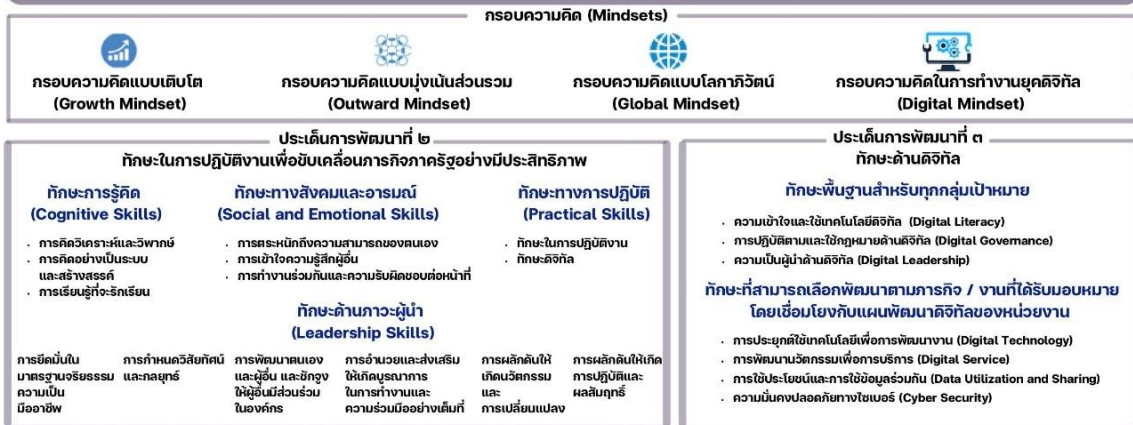 กรอบความคิด (Mindsets)
กรอบความคิดแบบเติบโต
(Growth Mindset)
กรอบความคิดแบบมุ่งเน้นส่วนรวม
(Outward Mindset)
กรอบความคิดแบบโลกาภิวัตน์
(Global Mindset)
กรอบความคิดในการทำงานยุคดิจิทัล
(Digital Mindset)
ประเด็นการพัฒนาที่ ๒
ทักษะในการปฏิบัติงานเพื่อขับเคลื่อนภารกิจภาครัฐอย่างมีประสิทธิภาพ
ทักษะการรู้คิด
(Cognitive Skills)
· การคิดวิเคราะห์และวิพากษ์
· การคิดอย่างเป็นระบบ
และสร้างสรรค์
· การเรียนรู้ที่จะรักเรียน
ทักษะทางสังคมและอารมณ์
(Social and Emotional Skills)
· การตระหนักถึงความสามารถของตนเอง
· การเข้าใจความรู้สึกผู้อื่น
· การทำงานร่วมกันและความรับผิดชอบต่อหน้าที่
ทักษะทางการปฏิบัติ
(Practical Skills)
· ทักษะในการปฏิบัติงาน
· ทักษะดิจิทัล
ทักษะด้านภาวะผู้นำ
(Leadership Skills)
การยึดมั่นใน
มาตรฐานจริยธรรม
ความเป็น
มืออาชีพ
การกำหนดวิสัยทัศน์
และกลยุทธ์
การพัฒนาตนเอง
และผู้อื่น และชักจูง
ให้ผู้อื่นมีส่วนร่วม
ในองค์กร
การอำนวยและส่งเสริม
ให้เกิดบูรณาการ
ในการทำงานและ
ความร่วมมืออย่างเต็มที่
การผลักดันให้
เกิดนวัตกรรม
และ
การเปลี่ยนแปลง
การผลักดันให้เกิด
การปฏิบัติและ
ผลสัมฤทธิ์
ประเด็นการพัฒนาที่ ๓
ทักษะด้านดิจิทัล
ทักษะพื้นฐานสำหรับทุกกลุ่มเป้าหมาย
· ความเข้าใจและใช้เทคโนโลยีดิจิทัล (Digital Literacy)
· การปฏิบัติตามและใช้กฎหมายด้านดิจิทัล (Digital Governance)
· ความเป็นผู้นำด้านดิจิทัล (Digital Leadership)
ทักษะที่สามารถเลือกพัฒนาตามภารกิจ / งานที่ได้รับมอบหมาย
โดยเชื่อมโยงกับแผนพัฒนาดิจิทัลของหน่วยงาน
· การประยุกต์ใช้เทคโนโลยีเพื่อการพัฒนางาน (Digital Technology)
· การพัฒนานวัตกรรมเพื่อการบริการ (Digital Service)
· การใช้ประโยชน์และการใช้ข้อมูลร่วมกัน (Data Utilization and Sharing)
· ความมั่นคงปลอดภัยทางไซเบอร์ (Cyber Security)